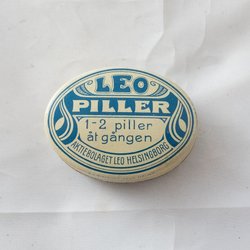 LEO
PILLER
1-2 piller
åt gången
AKTIEBOLAGET LEO HELSINGBORG